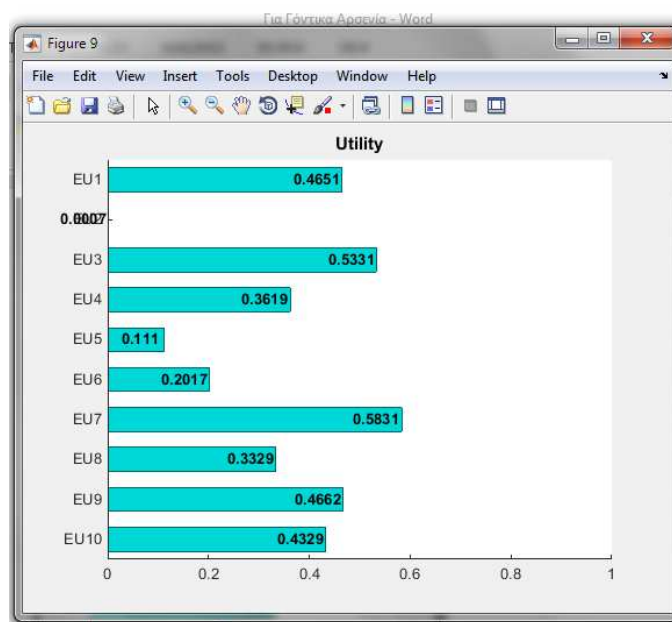 Για Γόντικα Αρσενία - Word
Figure 9
File Edit View Insert Tools Desktop Window Help
Utility
EU1 0.4651
0.0007
EU3 0.5331
EU4 0.3619
EU5 0.111
EU6 0.2017
EU7 0.5831
EU8 0.3329
EU9 0.4662
EU10 0.4329
0 0.2 0.4 0.6 0.8 1